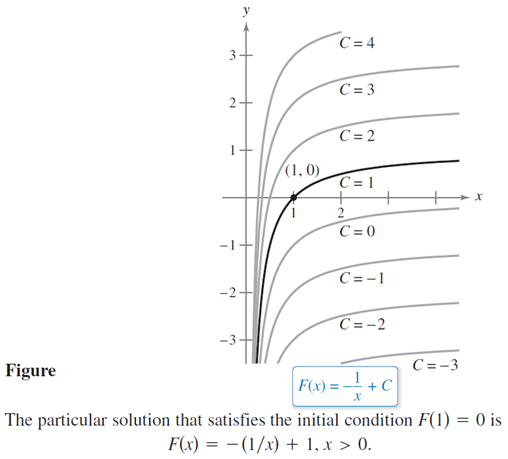 y
C = 4
3
C = 3
2
C = 2
1
(1, 0)
C = 1
x
1
2
C = 0
−1
C = −1
−2
C = −2
−3
C = −3
Figure
F(x) = −1/x + C
The particular solution that satisfies the initial condition F(1) = 0 is
F(x) = −(1/x) + 1, x > 0.